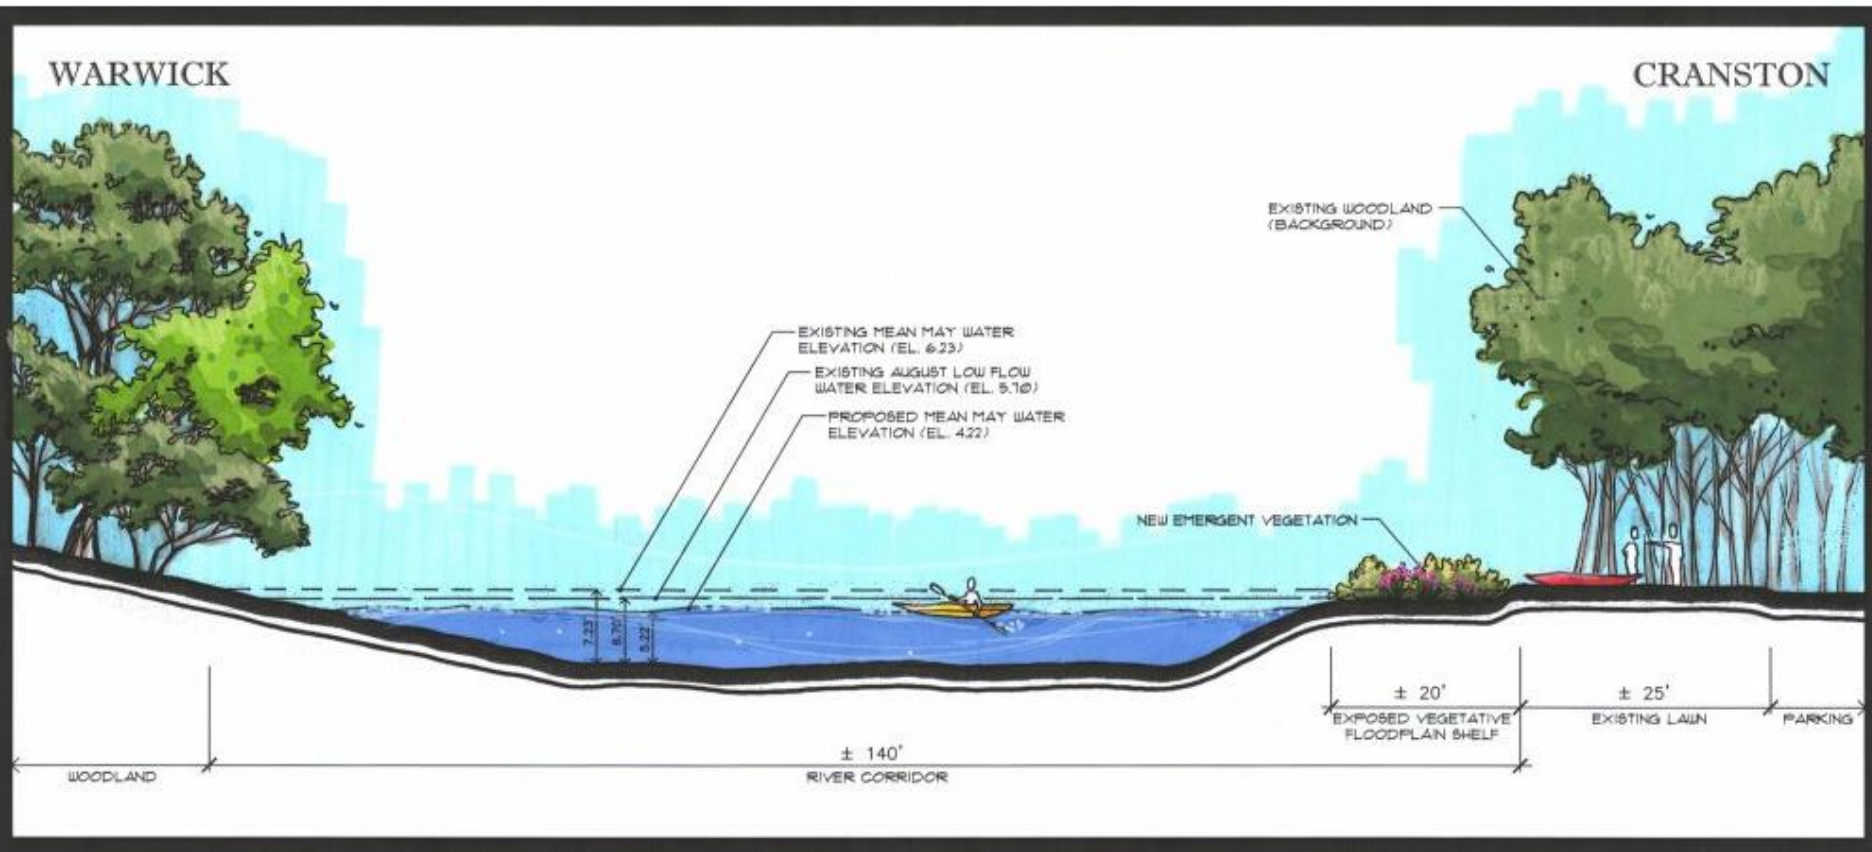 WARWICK
CRANSTON
EXISTING WOODLAND
(BACKGROUND)
EXISTING MEAN MAY WATER
ELEVATION (EL. 6.23)
EXISTING AUGUST LOW FLOW
WATER ELEVATION (EL. 5.70)
PROPOSED MEAN MAY WATER
ELEVATION (EL. 4.22)
NEW EMERGENT VEGETATION
7.23'
6.70'
5.22'
± 20'
EXPOSED VEGETATIVE
FLOODPLAIN SHELF
± 25'
EXISTING LAWN
PARKING
± 140'
RIVER CORRIDOR
WOODLAND